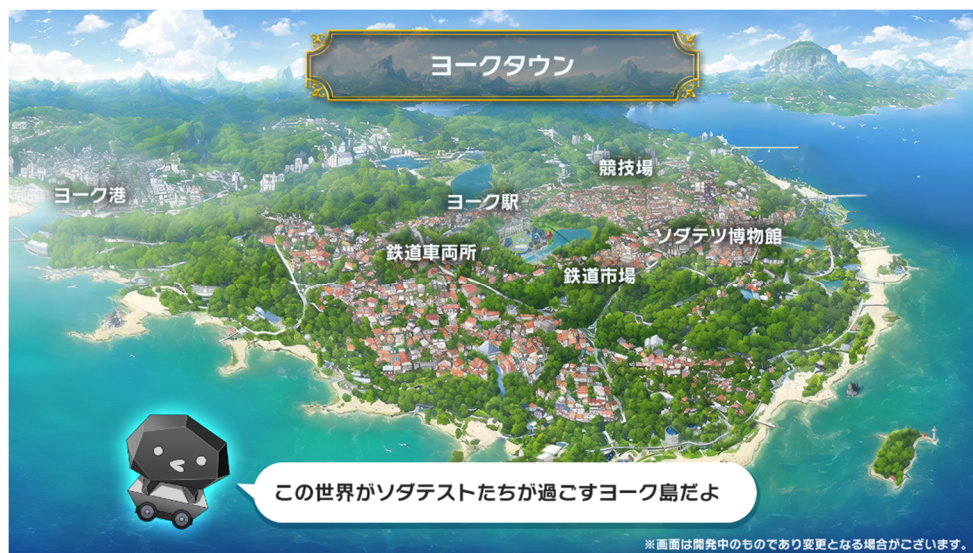 ヨークタウン
競技場
ヨーク港
ヨーク駅
ソダテツ博物館
鉄道車両所
鉄道市場
この世界がソダテストたちが過ごすヨーク島だよ
※画面は開発中のものであり変更となる場合がございます。